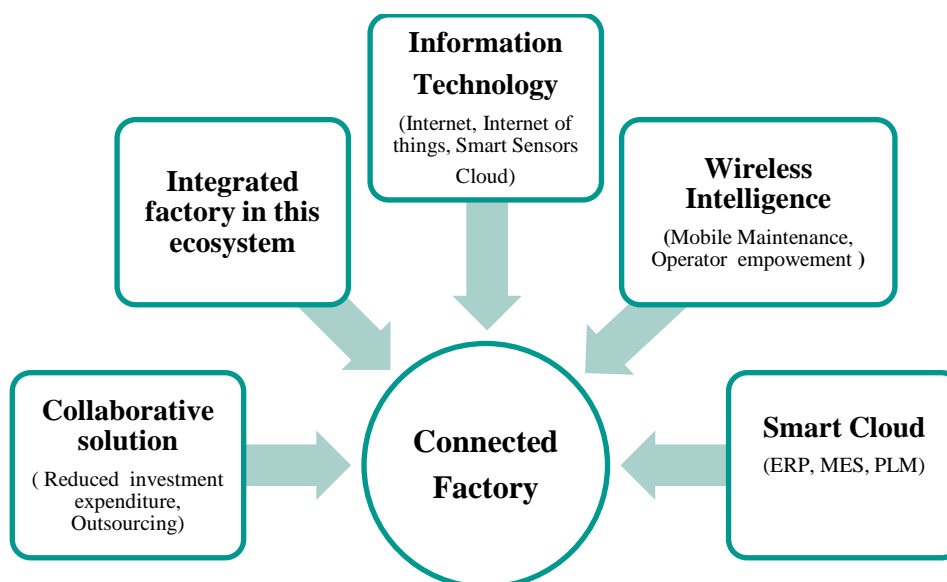 Information
Technology
(Internet, Internet of
things, Smart Sensors
Cloud)
Integrated
factory in this
ecosystem
Wireless
Intelligence
(Mobile Maintenance,
Operator empowement )
Collaborative
solution
( Reduced investment
expenditure,
Outsourcing)
Connected
Factory
Smart Cloud
(ERP, MES, PLM)